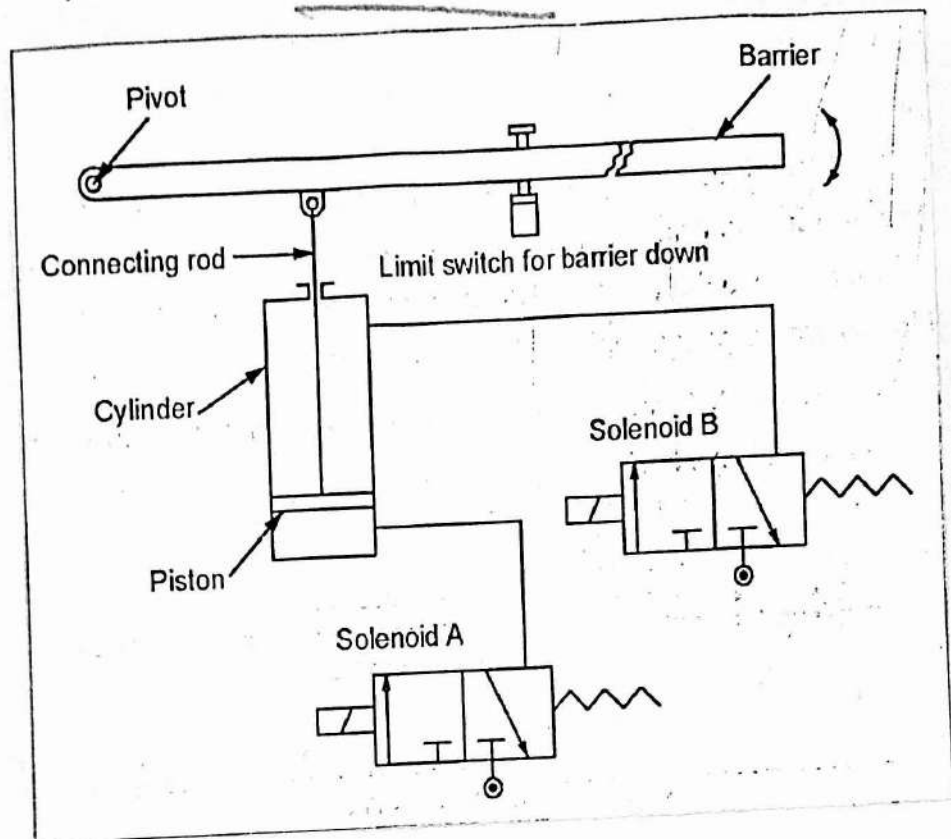 Barrier
Pivot
Connecting rod
Limit switch for barrier down
Cylinder
Solenoid B
Piston
Solenoid A